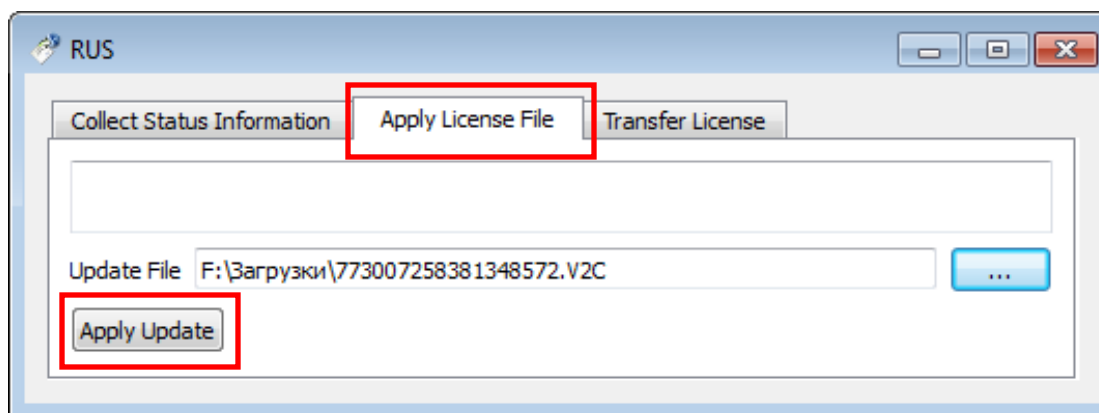 RUS
Collect Status Information Apply License File Transfer License
Update File F:\Загрузки\773007258381348572.V2C ...
Apply Update